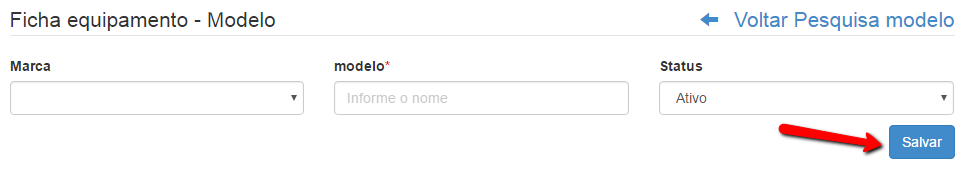 Ficha equipamento - Modelo
Voltar Pesquisa modelo
Marca
modelo*
Status
Informe o nome
Ativo
Salvar